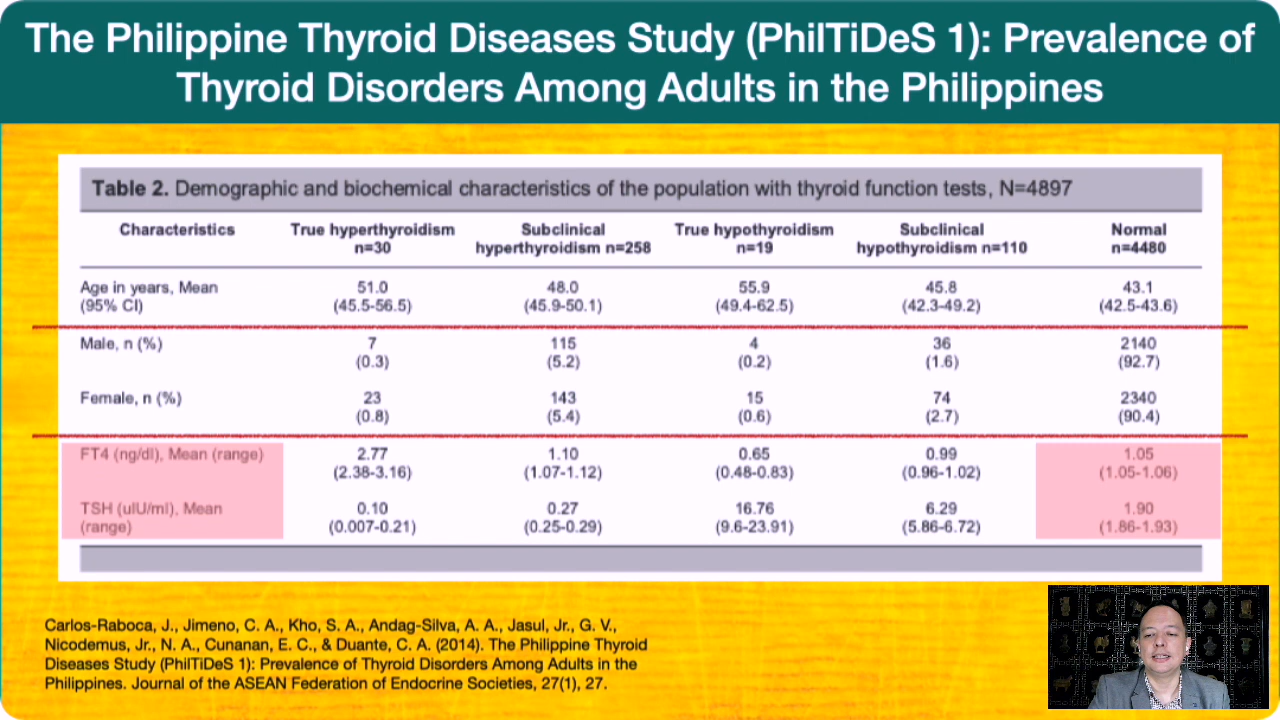 The Philippine Thyroid Diseases Study (PhilTiDeS 1): Prevalence of
Thyroid Disorders Among Adults in the Philippines
Table 2. Demographic and biochemical characteristics of the population with thyroid function tests, N=4897
Characteristics True hyperthyroidism n=30 Subclinical hyperthyroidism n=258 True hypothyroidism n=19 Subclinical hypothyroidism n=110 Normal n=4480
Age in years, Mean 51.0 48.0 55.9 45.8 43.1
(95% CI) (45.5-56.5) (45.9-50.1) (49.4-62.5) (42.3-49.2) (42.5-43.6)
Male, n (%) 7 115 4 36 2140
(0.3) (5.2) (0.2) (1.6) (92.7)
Female, n (%) 23 143 15 74 2340
(0.8) (5.4) (0.6) (2.7) (90.4)
FT4 (ng/dl), Mean (range) 2.77 1.10 0.65 0.99 1.05
(2.38-3.16) (1.07-1.12) (0.48-0.83) (0.96-1.02) (1.05-1.06)
TSH (uIU/ml), Mean 0.10 0.27 16.76 6.29 1.90
(range) (0.007-0.21) (0.25-0.29) (9.6-23.91) (5.86-6.72) (1.86-1.93)
Carlos-Raboca, J., Jimeno, C. A., Kho, S. A., Andag-Silva, A. A., Jasul, Jr., G. V.,
Nicodemus, Jr., N. A., Cunanan, E. C., & Duante, C. A. (2014). The Philippine Thyroid
Diseases Study (PhilTiDeS 1): Prevalence of Thyroid Disorders Among Adults in the
Philippines. Journal of the ASEAN Federation of Endocrine Societies, 27(1), 27.